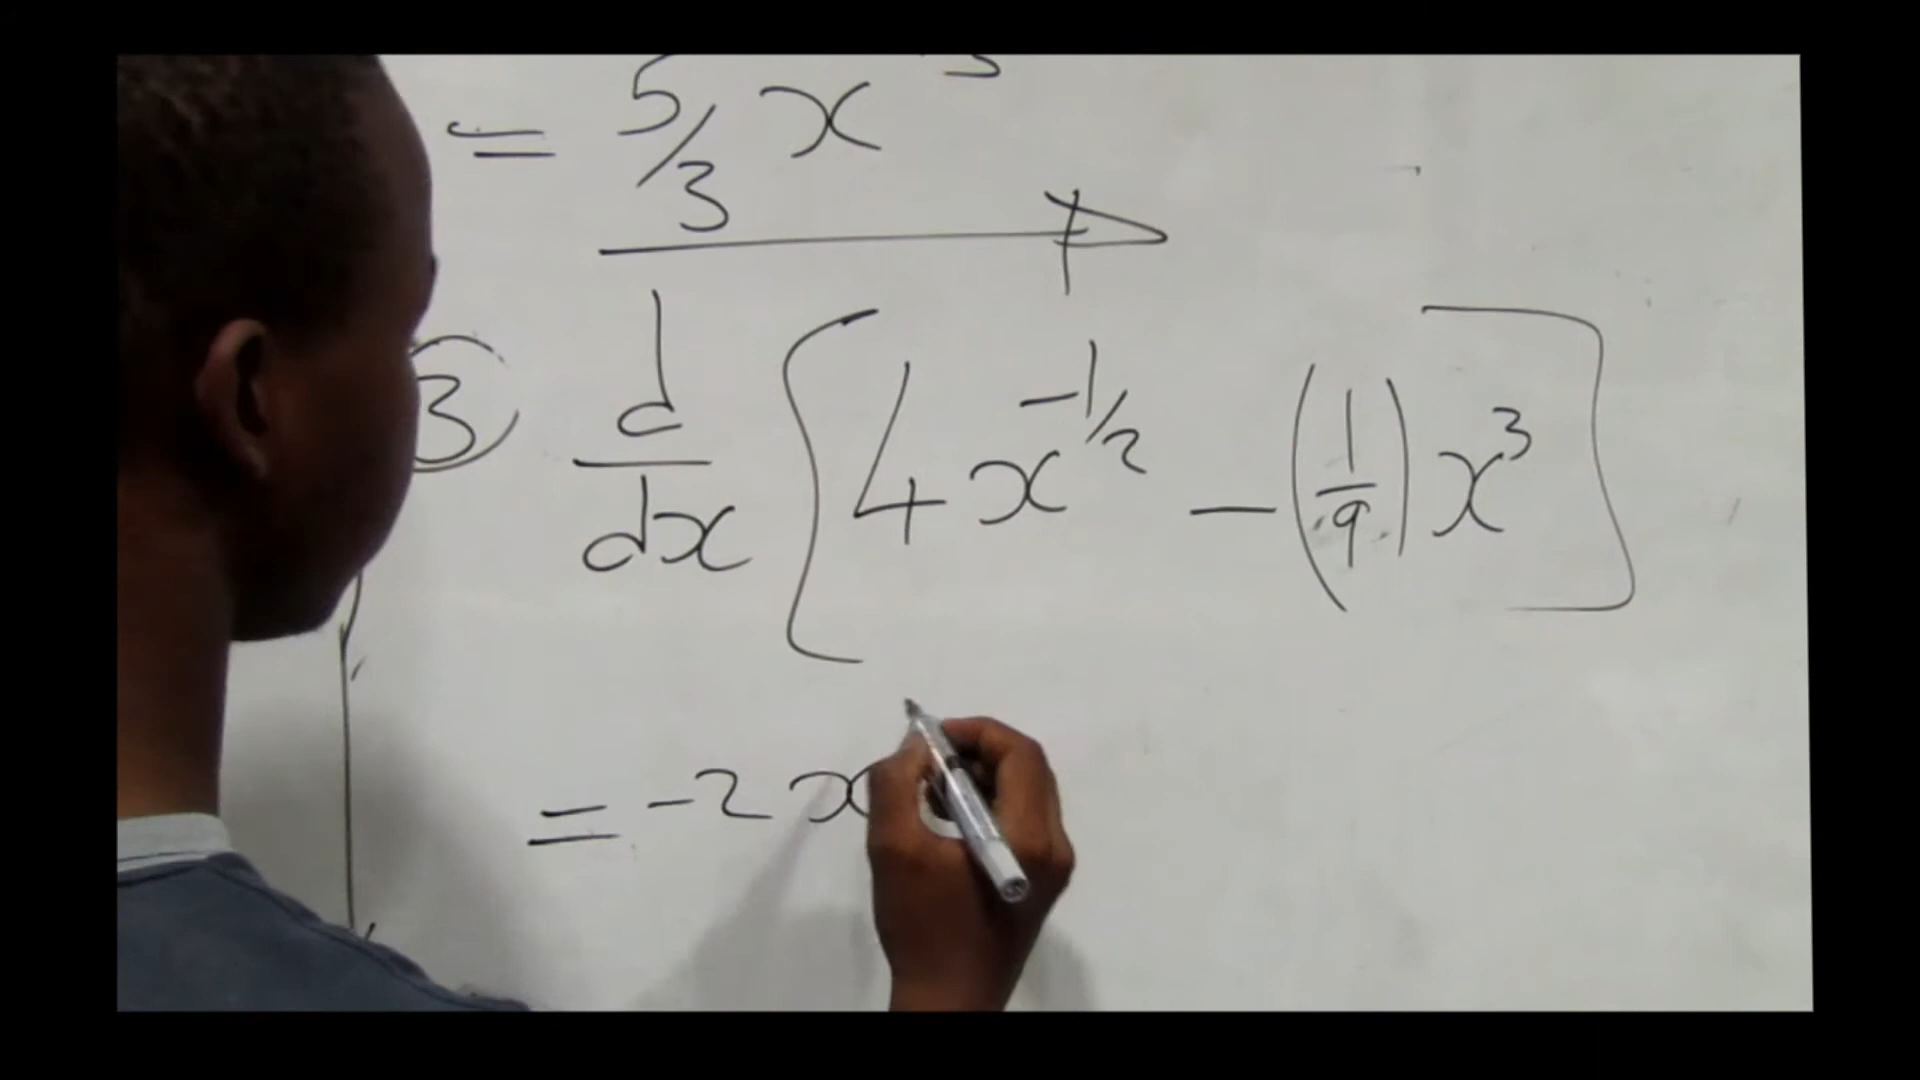 = 5/3 x
3 d/dx [4x^-1/2 - (1/9)x^3]
= -2x